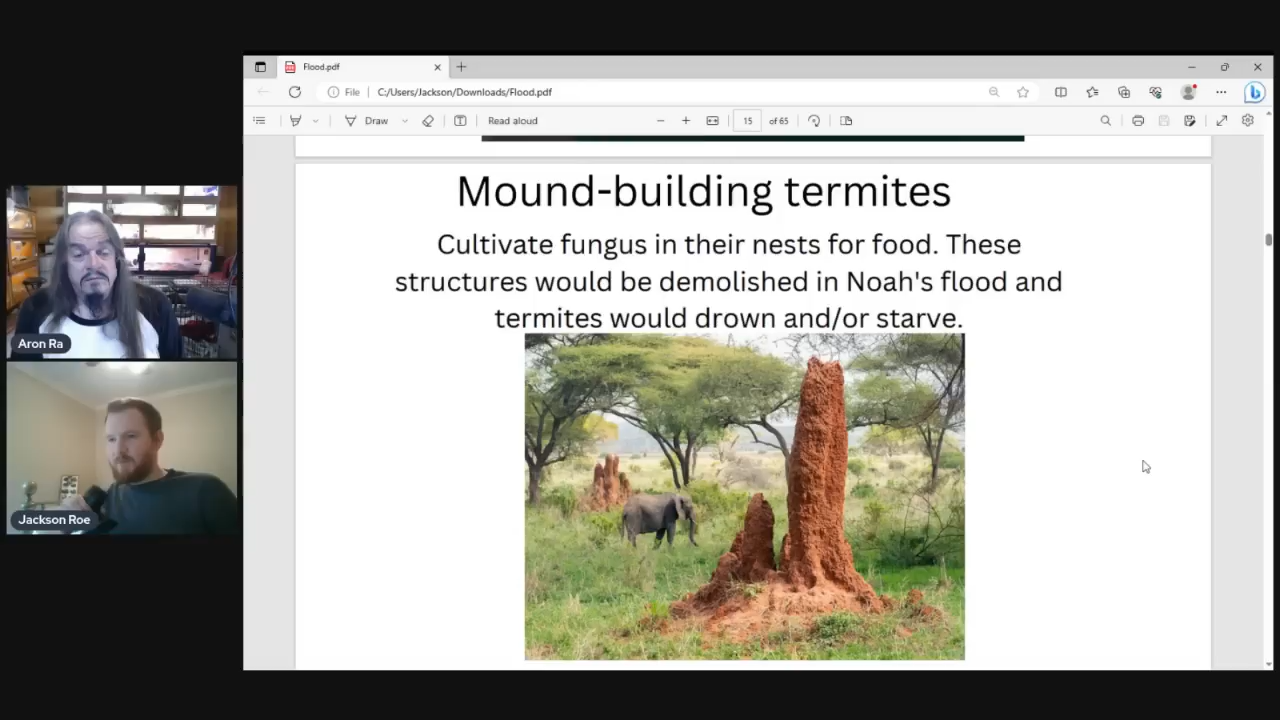 Flood.pdf
File
C:/Users/Jackson/Downloads/Flood.pdf
Draw
Read aloud
15
of 65
Mound-building termites
Cultivate fungus in their nests for food. These
structures would be demolished in Noah's flood and
termites would drown and/or starve.
Aron Ra
Jackson Roe